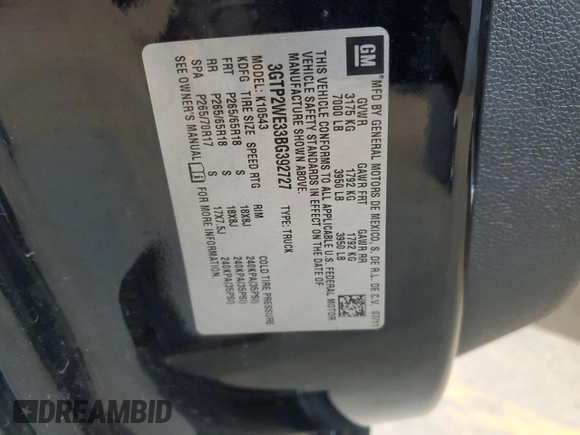 GM
MFD BY GENERAL MOTORS DE MEXICO, S. DE R.L. DE C.V. 07/11
GVWR GAWR FRT GAWR RR
3175 KG 1792 KG 1792 KG
7000 LB 3950 LB 3950 LB
THIS VEHICLE CONFORMS TO ALL APPLICABLE U.S. FEDERAL MOTOR
VEHICLE SAFETY STANDARDS IN EFFECT ON THE DATE OF
MANUFACTURE SHOWN ABOVE.
3GTP2WE33BG392727 TYPE: TRUCK
MODEL: K10543
KDFG TIRE SIZE SPEED RTG RIM COLD TIRE PRESSURE
FRT P265/65R18 S 18X8J 240KPA(35PSI)
RR P265/65R18 S 18X8J 240KPA(35PSI)
SPA P265/70R17 S 17X7.5J 240KPA(35PSI)
SEE OWNER'S MANUAL FOR MORE INFORMATION.
DREAMBID